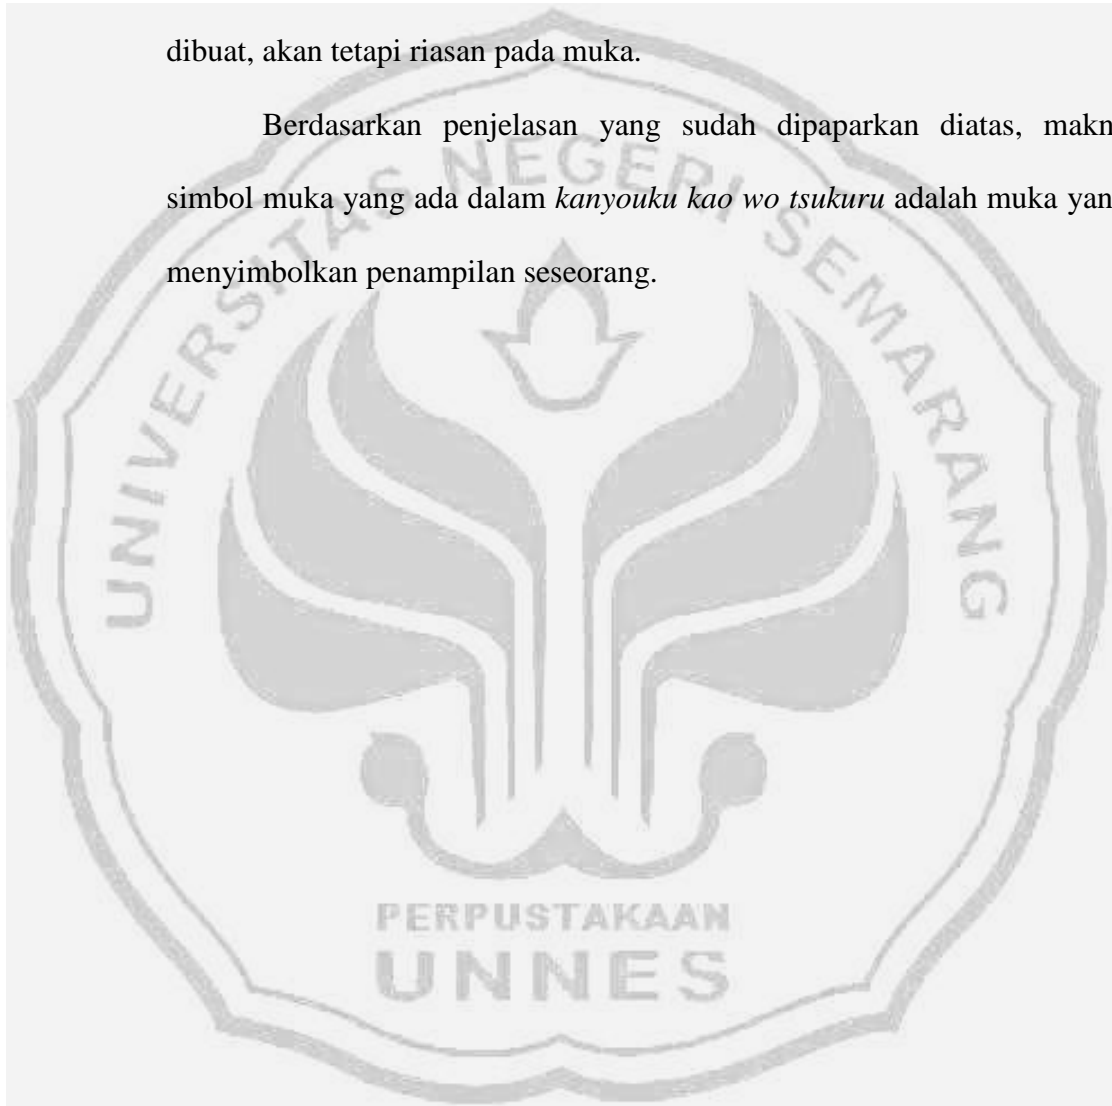 dibuat, akan tetapi riasan pada muka.
Berdasarkan penjelasan yang sudah dipaparkan diatas, makn
simbol muka yang ada dalam kanyouku kao wo tsukuru adalah muka yan
menyimbolkan penampilan seseorang.
UNIVERSITAS NEGERI SEMARANG
PERPUSTAKAAN
UNNES